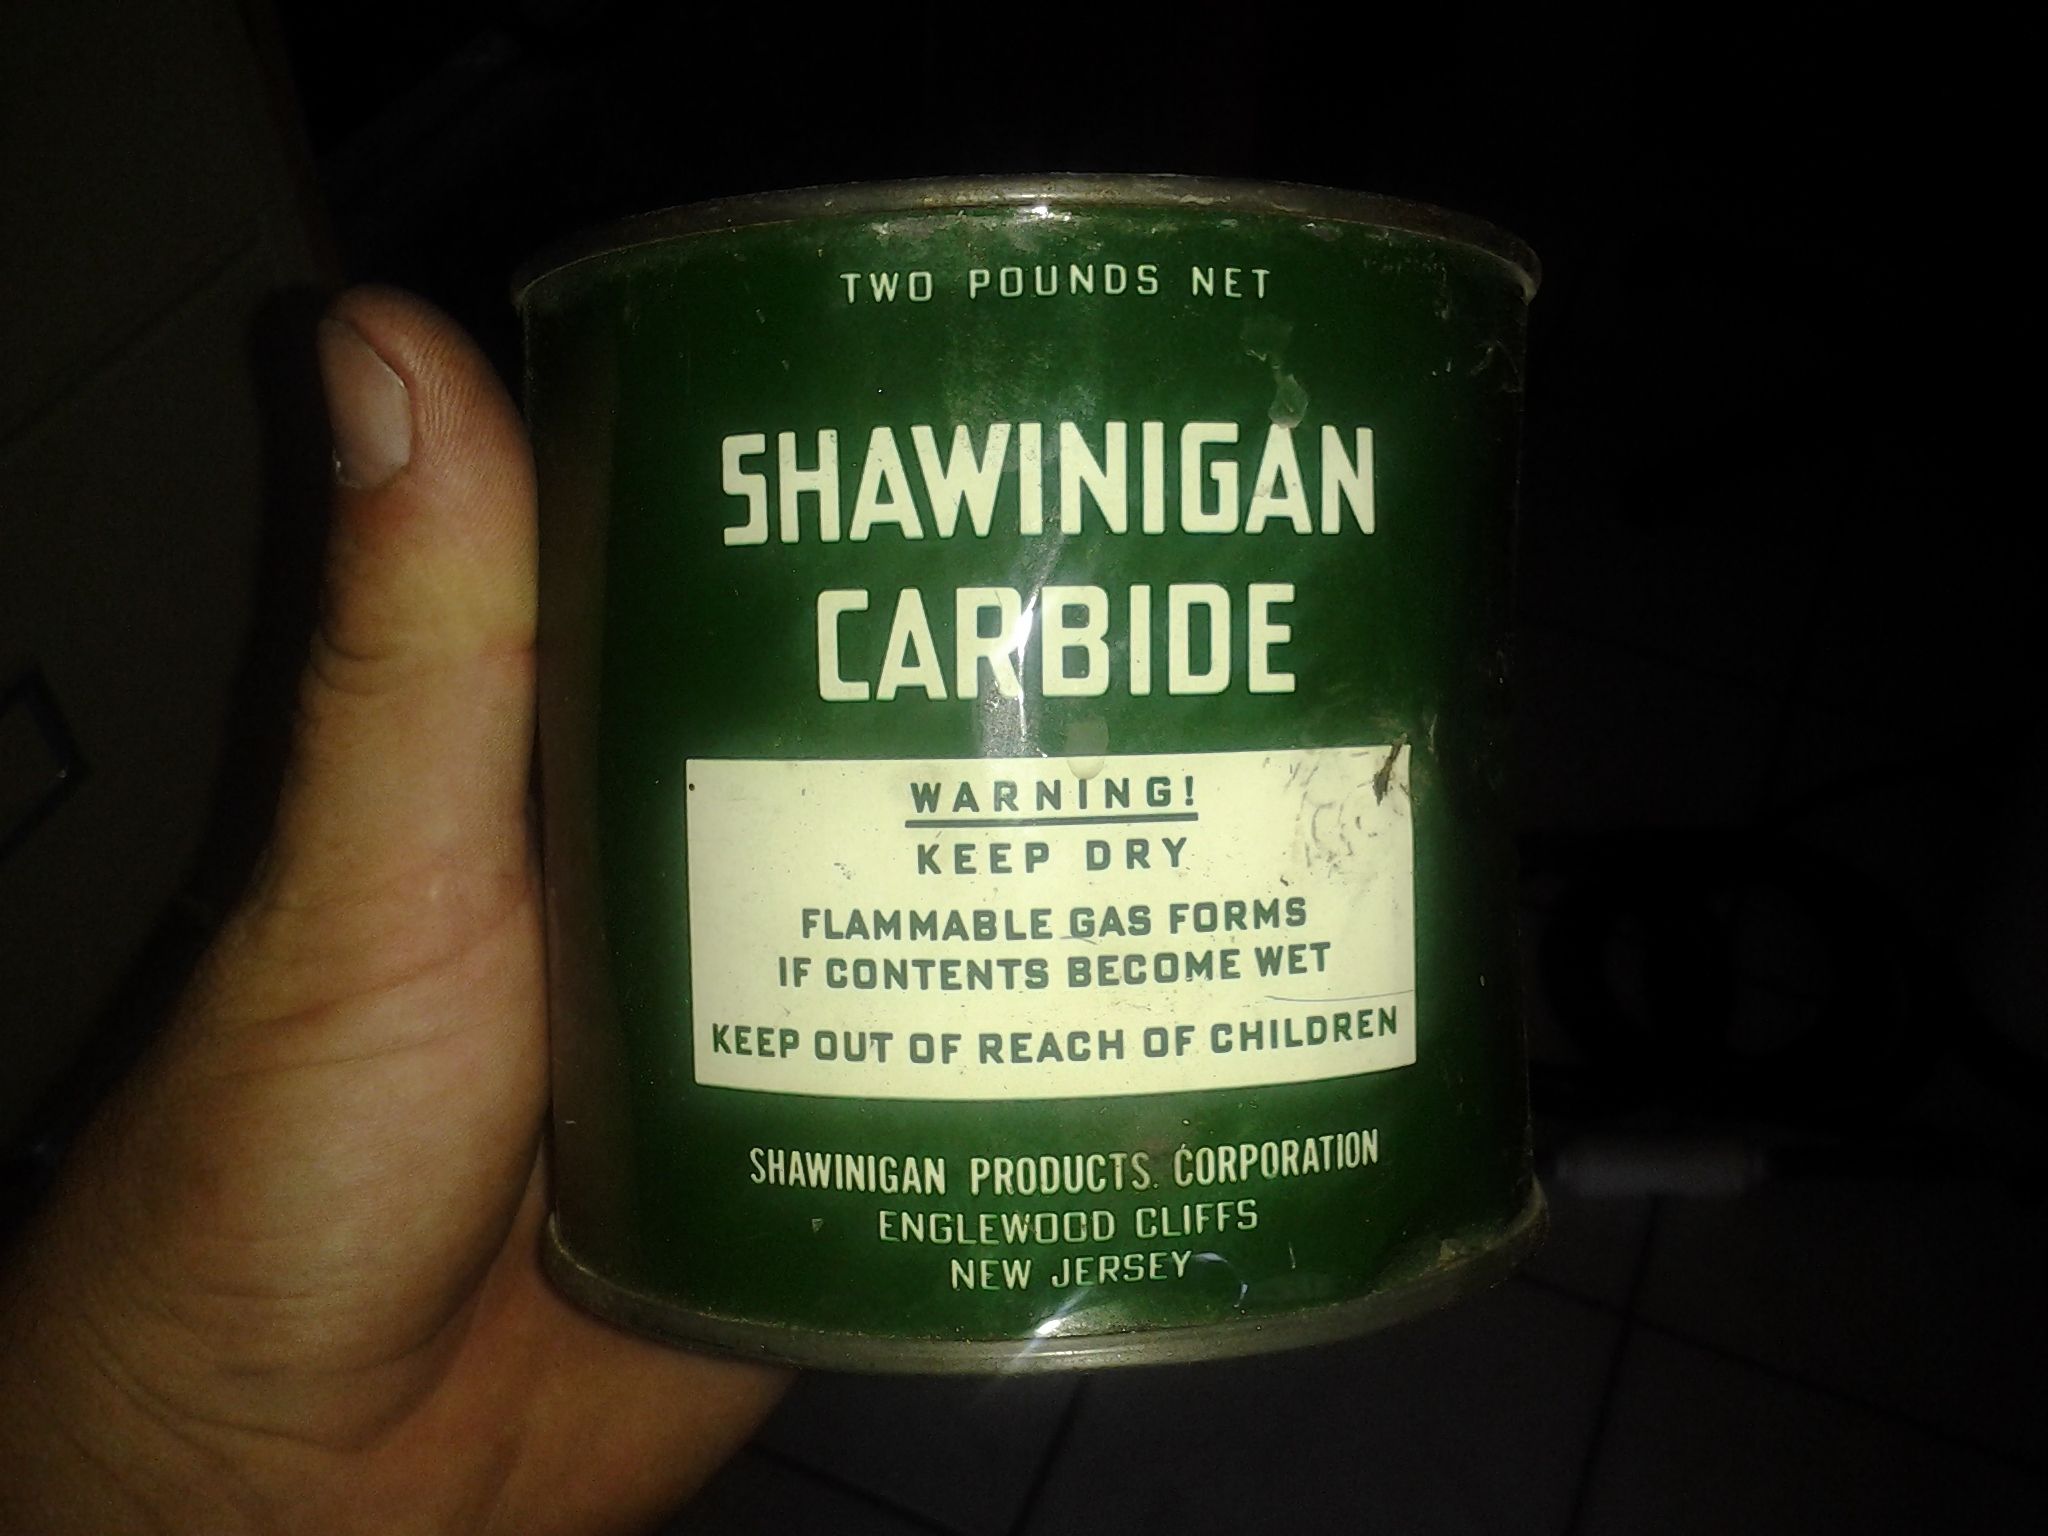 TWO POUNDS NET
SHAWINIGAN
CARBIDE
WARNING!
KEEP DRY
FLAMMABLE GAS FORMS
IF CONTENTS BECOME WET
KEEP OUT OF REACH OF CHILDREN
SHAWINIGAN PRODUCTS CORPORATION
ENGLEWOOD CLIFFS
NEW JERSEY